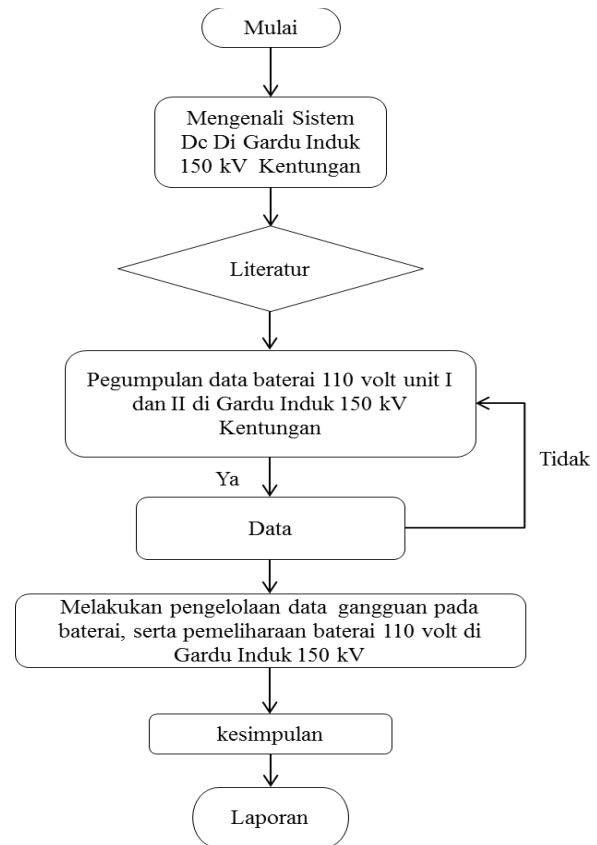 Mulai
Mengenali Sistem
Dc Di Gardu Induk
150 kV Kentungan
Literatur
Pegumpulan data baterai 110 volt unit I
dan II di Gardu Induk 150 kV
Kentungan
Tidak
Ya
Data
Melakukan pengelolaan data gangguan pada
baterai, serta pemeliharaan baterai 110 volt di
Gardu Induk 150 kV
kesimpulan
Laporan